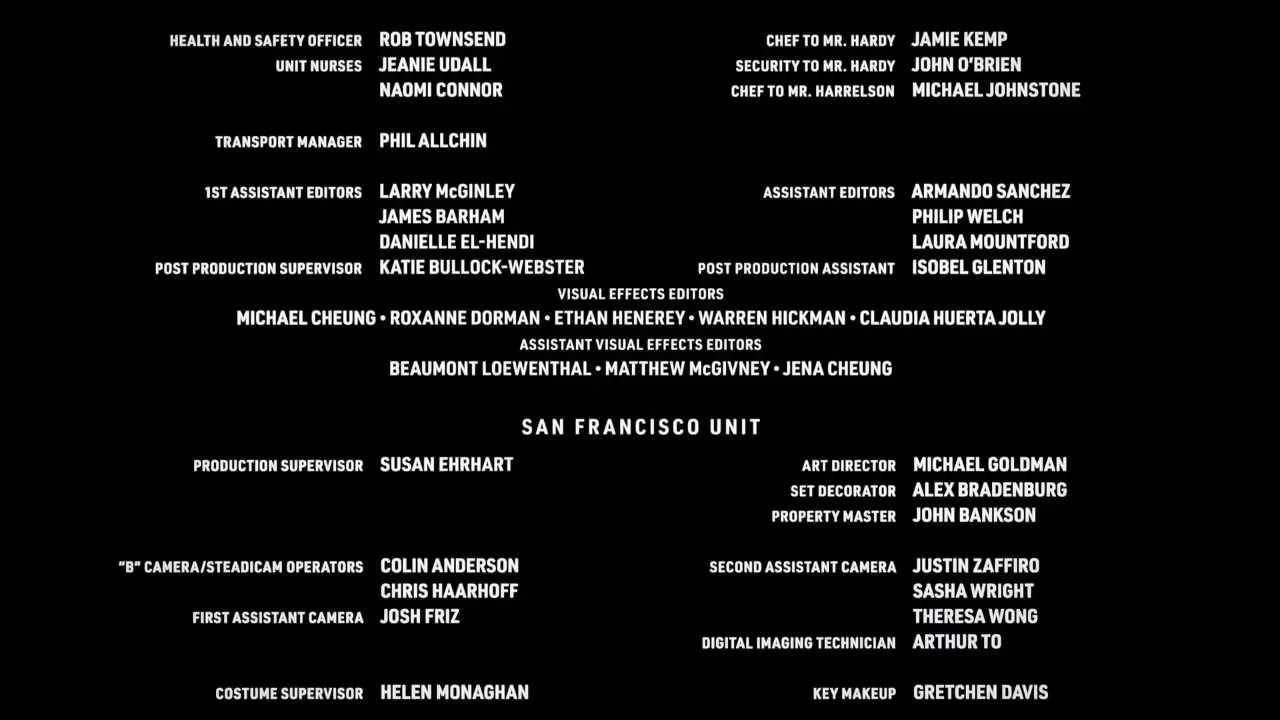 HEALTH AND SAFETY OFFICER ROB TOWNSEND
UNIT NURSES JEANIE UDALL
NAOMI CONNOR
CHEF TO MR. HARDY JAMIE KEMP
SECURITY TO MR. HARDY JOHN O'BRIEN
CHEF TO MR. HARRELSON MICHAEL JOHNSTONE
TRANSPORT MANAGER PHIL ALLCHIN
1ST ASSISTANT EDITORS LARRY McGINLEY
JAMES BARHAM
DANIELLE EL-HENDI
POST PRODUCTION SUPERVISOR KATIE BULLOCK-WEBSTER
ASSISTANT EDITORS ARMANDO SANCHEZ
PHILIP WELCH
LAURA MOUNTFORD
POST PRODUCTION ASSISTANT ISOBEL GLENTON
VISUAL EFFECTS EDITORS
MICHAEL CHEUNG • ROXANNE DORMAN • ETHAN HENEREY • WARREN HICKMAN • CLAUDIA HUERTA JOLLY
ASSISTANT VISUAL EFFECTS EDITORS
BEAUMONT LOEWENTHAL • MATTHEW McGIVNEY • JENA CHEUNG
SAN FRANCISCO UNIT
PRODUCTION SUPERVISOR SUSAN EHRHART
ART DIRECTOR MICHAEL GOLDMAN
SET DECORATOR ALEX BRADENBURG
PROPERTY MASTER JOHN BANKSON
"B" CAMERA/STEADICAM OPERATORS COLIN ANDERSON
CHRIS HAARHOFF
FIRST ASSISTANT CAMERA JOSH FRIZ
SECOND ASSISTANT CAMERA JUSTIN ZAFFIRO
SASHA WRIGHT
THERESA WONG
DIGITAL IMAGING TECHNICIAN ARTHUR TO
COSTUME SUPERVISOR HELEN MONAGHAN
KEY MAKEUP GRETCHEN DAVIS